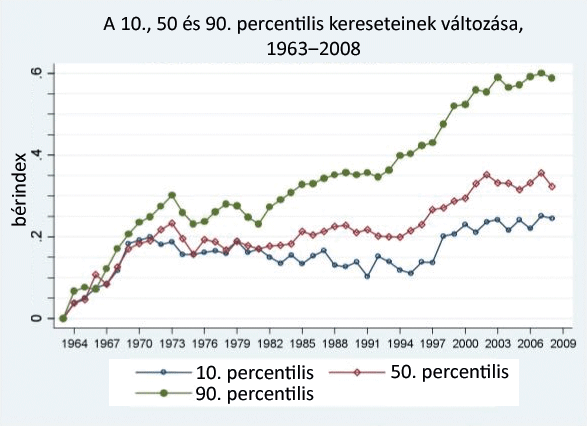 A 10., 50 és 90. percentilis kereseteinek változása,
1963–2008
bérindex
.6
.4
.2
0
1964 1967 1970 1973 1976 1979 1982 1985 1988 1991 1994 1997 2000 2003 2006 2009
10. percentilis 50. percentilis
90. percentilis